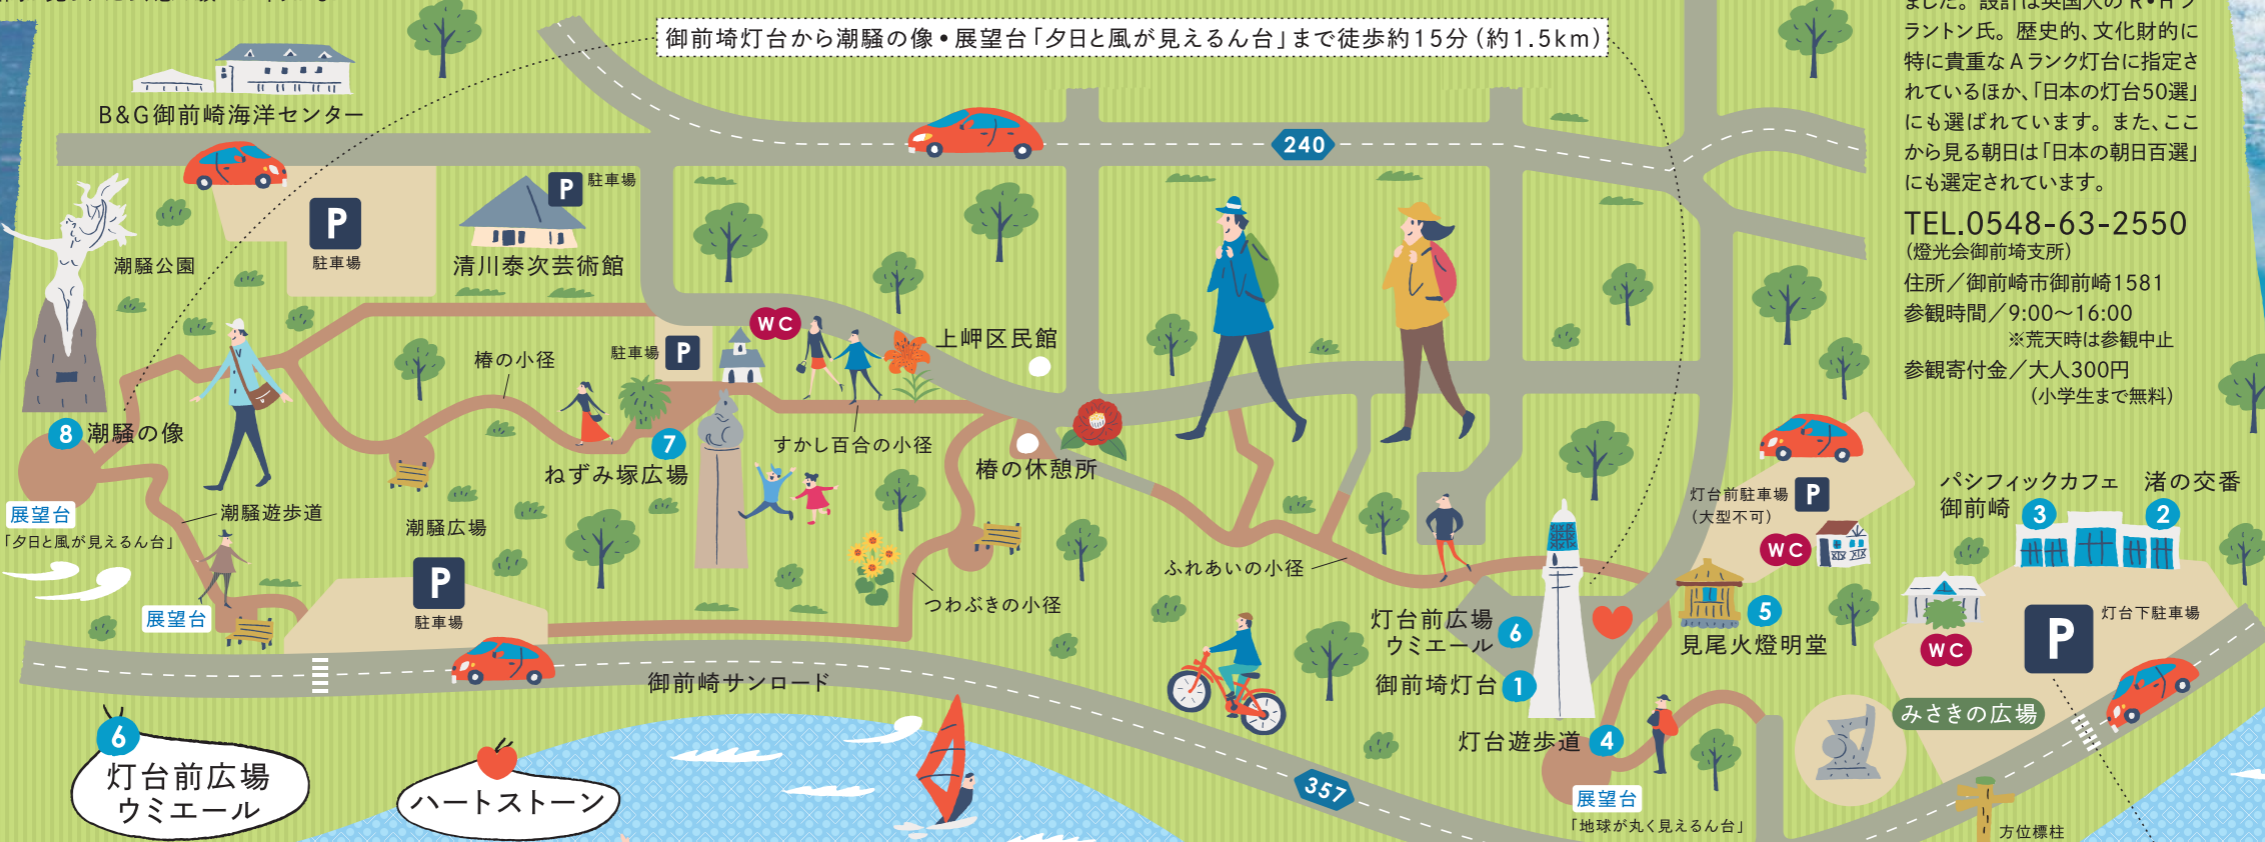 御前埼灯台から潮騒の像・展望台「夕日と風が見えるん台」まで徒歩約15分（約1.5km）
B&G御前崎海洋センター
240
P
駐車場
P
駐車場
清川泰次芸術館
潮騒公園
駐車場
P
WC
上岬区民館
椿の小径
8
潮騒の像
7
ねずみ塚広場
すかし百合の小径
椿の休憩所
展望台
「夕日と風が見えるん台」
潮騒遊歩道
潮騒広場
P
駐車場
展望台
つわぶきの小径
ふれあいの小径
御前崎サンロード
灯台前広場
ウミエール
6
御前埼灯台
1
灯台遊歩道
4
展望台
「地球が丸く見えるん台」
357
灯台前駐車場
（大型不可）
P
WC
5
見尾火燈明堂
パシフィックカフェ
御前崎
3
渚の交番
2
WC
P
灯台下駐車場
みさきの広場
方位標柱
6
灯台前広場
ウミエール
ハートストーン
ました。設計は英国人のR・Hブ
ラントン氏。歴史的、文化財的に
特に貴重なAランク灯台に指定さ
れているほか、「日本の灯台50選」
にも選ばれています。また、ここ
から見る朝日は「日本の朝日百選」
にも選定されています。
TEL.0548-63-2550
（燈光会御前埼支所）
住所／御前崎市御前崎1581
参観時間／9:00〜16:00
※荒天時は参観中止
参観寄付金／大人300円
（小学生まで無料）